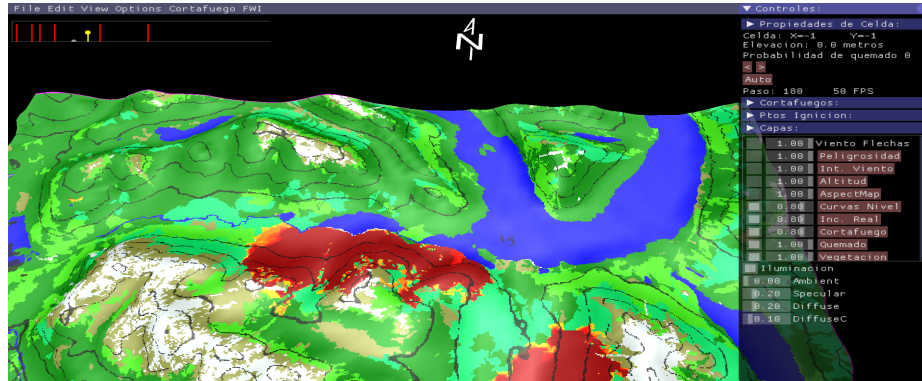 File Edit View Options Cortafuego FWI
N
Controles:
Propiedades de Celda:
Celda: X=-1 Y=-1
Elevacion: 0.0 metros
Probabilidad de quemado 0
< >
Auto
Paso: 180 50 FPS
Cortafuegos:
Ptos Ignicion:
Capas:
1.00 Viento Flechas
1.00 Peligrosidad
1.00 Int. Viento
1.00 Altitud
1.00 AspectMap
0.80 Curvas Nivel
0.80 Inc. Real
0.80 Cortafuego
1.00 Quemado
1.00 Vegetacion
Iluminacion
0.00 Ambient
0.20 Specular
0.20 Diffuse
0.10 DiffuseC